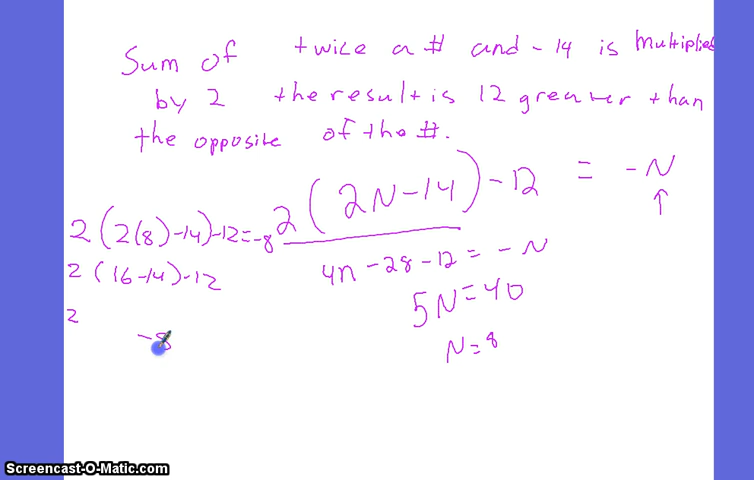 Sum of twice a # and -14 is multiplied
by 2 the result is 12 greater than
the opposite of the #.
2(2N-14)-12 = -N
↑
2(2(8)-14)-12=-8
4n-28-12=-N
2(16-14)-12
5N=40
2
-8
N=8
Screencast-O-Matic.com